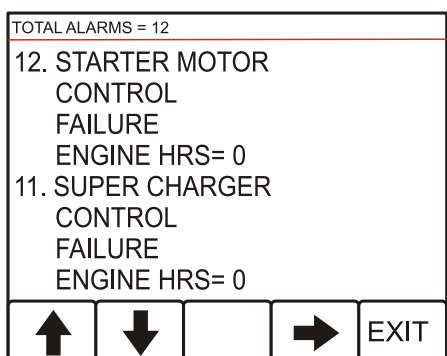 TOTAL ALARMS = 12
12. STARTER MOTOR
CONTROL
FAILURE
ENGINE HRS= 0
11. SUPER CHARGER
CONTROL
FAILURE
ENGINE HRS= 0
EXIT